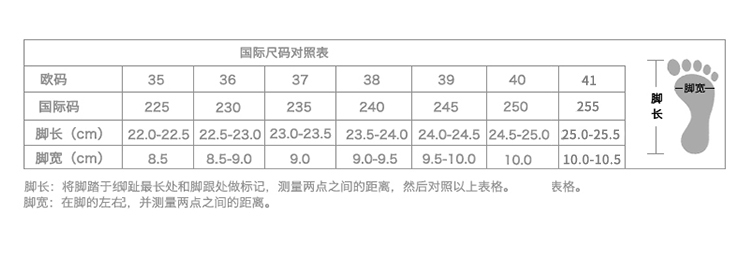 国际尺码对照表
欧码 35 36 37 38 39 40 41
国际码 225 230 235 240 245 250 255
脚长（cm） 22.0-22.5 22.5-23.0 23.0-23.5 23.5-24.0 24.0-24.5 24.5-25.0 25.0-25.5
脚宽（cm） 8.5 8.5-9.0 9.0 9.0-9.5 9.5-10.0 10.0 10.0-10.5
脚宽
脚长
脚长：将脚踏于纟脚趾最长处和脚跟处做标记，测量两点之间的距离，然后对照以上表格。 表格。
脚宽：在脚的左右，并测量两点之间的距离。